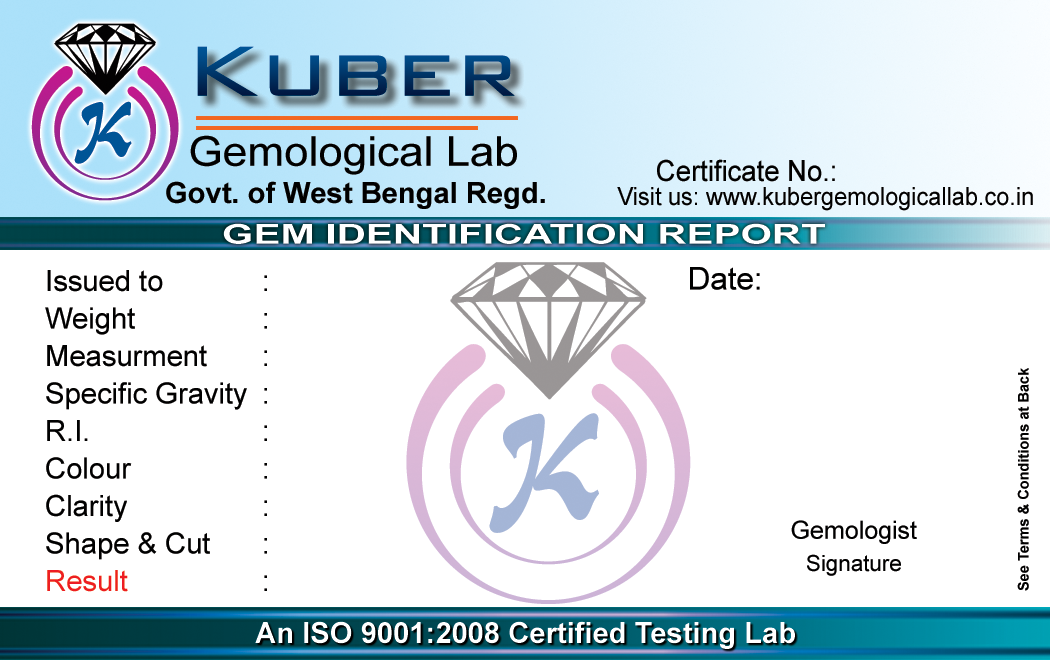 K
KUBER
Gemological Lab
Govt. of West Bengal Regd.
Certificate No.:
Visit us: www.kubergemologicallab.co.in
GEM IDENTIFICATION REPORT
Issued to :
Date:
Weight :
Measurment :
Specific Gravity :
R.I. :
Colour :
Clarity :
Shape & Cut :
Result :
K
Gemologist
Signature
See Terms & Conditions at Back
An ISO 9001:2008 Certified Testing Lab